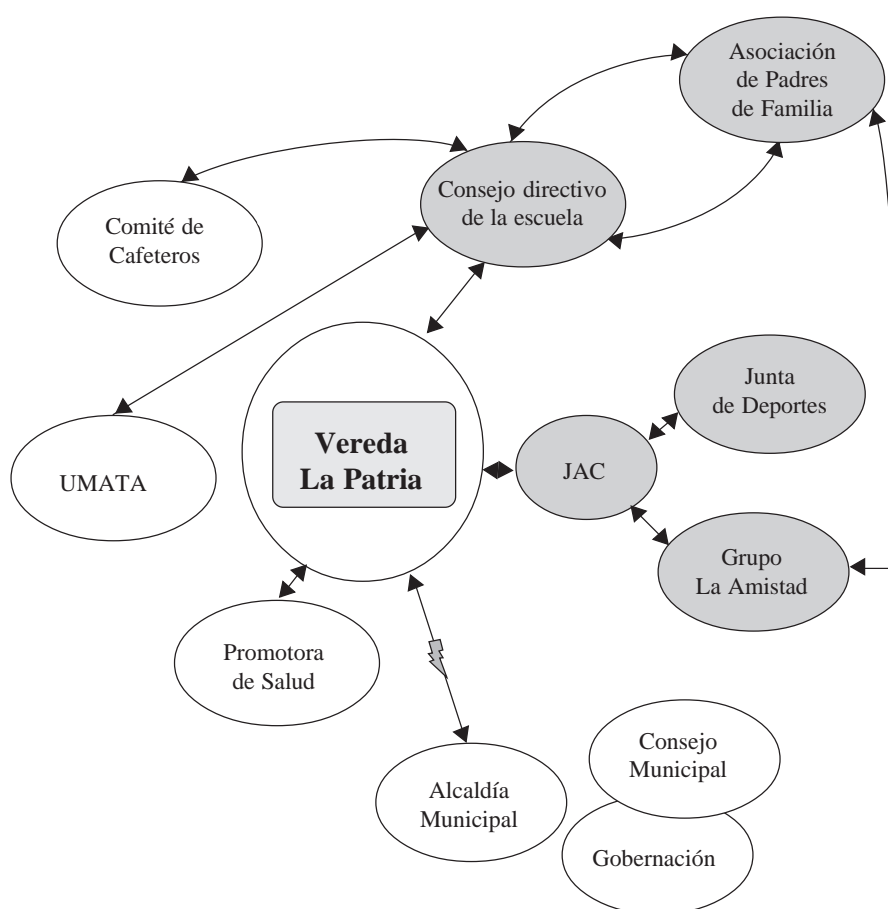 Asociación
de Padres
de Familia
Consejo directivo
de la escuela
Comité de
Cafeteros
Junta
de Deportes
Vereda
La Patria
JAC
UMATA
Grupo
La Amistad
Promotora
de Salud
Consejo
Municipal
Alcaldía
Municipal
Gobernación